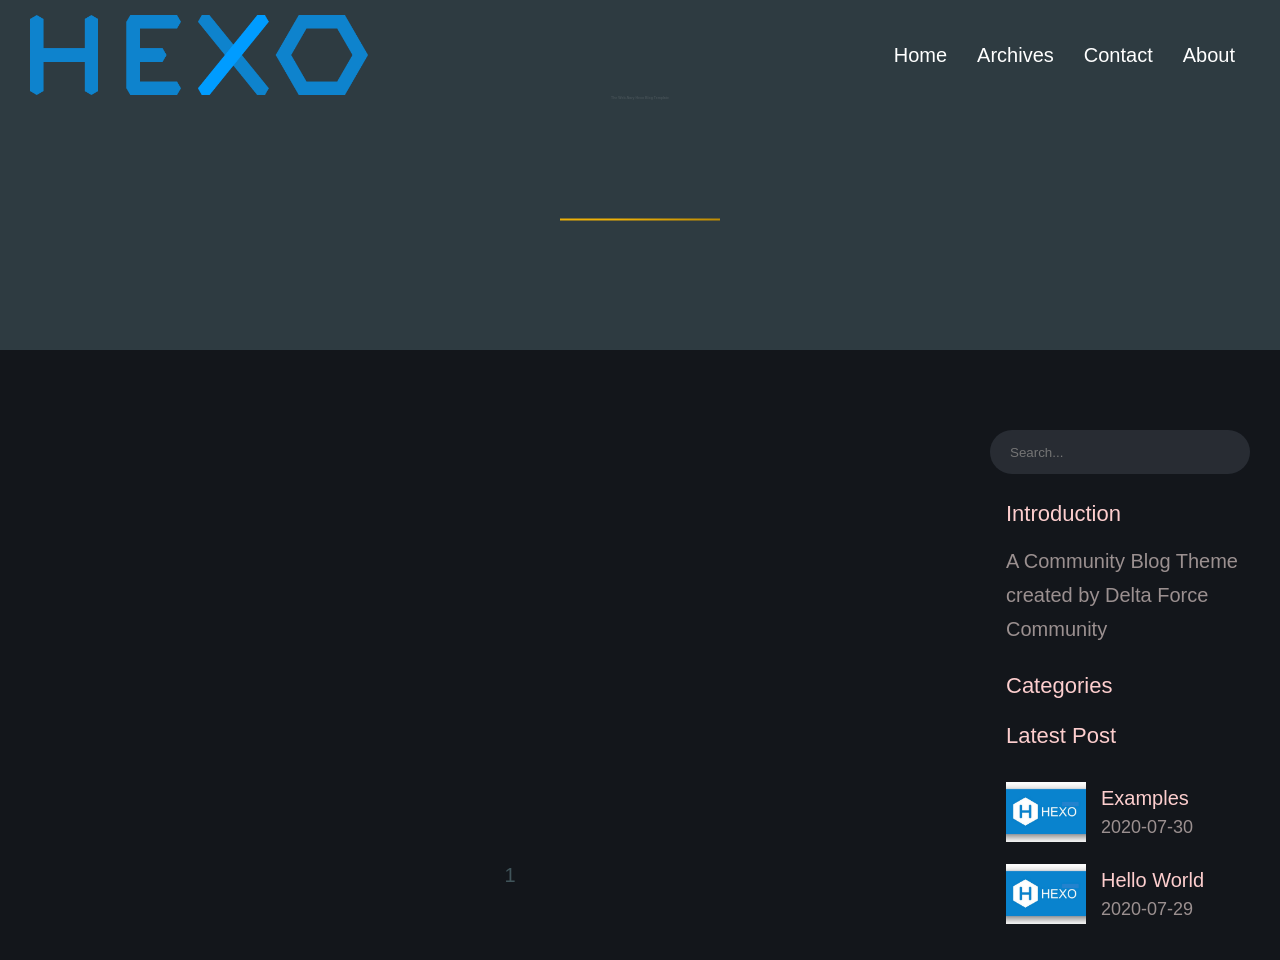 HEXO
Home Archives Contact About
Search...
Introduction
A Community Blog Theme
created by Delta Force
Community
Categories
Latest Post
HEXO
Examples
2020-07-30
HEXO
Hello World
2020-07-29
1